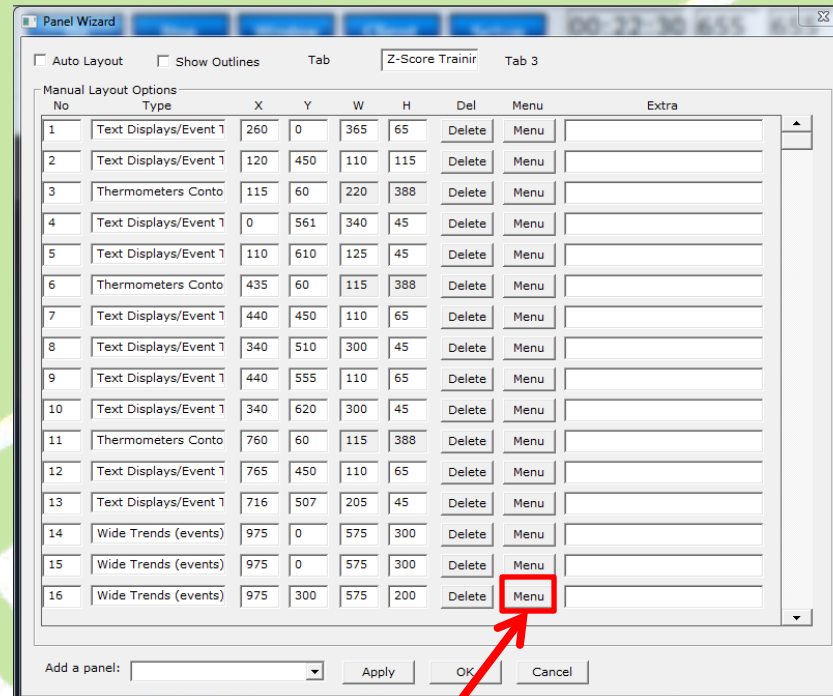 Panel Wizard
00:22:30 655 655
Auto Layout Show Outlines Tab Z-Score Trainin Tab 3
Manual Layout Options
No Type X Y W H Del Menu Extra
1 Text Displays/Event T 260 0 365 65 Delete Menu
2 Text Displays/Event T 120 450 110 115 Delete Menu
3 Thermometers Conto 115 60 220 388 Delete Menu
4 Text Displays/Event T 0 561 340 45 Delete Menu
5 Text Displays/Event T 110 610 125 45 Delete Menu
6 Thermometers Conto 435 60 115 388 Delete Menu
7 Text Displays/Event T 440 450 110 65 Delete Menu
8 Text Displays/Event T 340 510 300 45 Delete Menu
9 Text Displays/Event T 440 555 110 65 Delete Menu
10 Text Displays/Event T 340 620 300 45 Delete Menu
11 Thermometers Conto 760 60 115 388 Delete Menu
12 Text Displays/Event T 765 450 110 65 Delete Menu
13 Text Displays/Event T 716 507 205 45 Delete Menu
14 Wide Trends (events) 975 0 575 300 Delete Menu
15 Wide Trends (events) 975 0 575 300 Delete Menu
16 Wide Trends (events) 975 300 575 200 Delete Menu
Add a panel: Apply OK Cancel